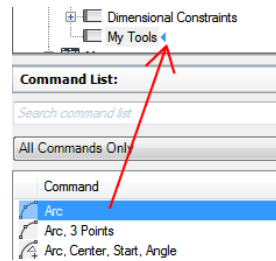 Dimensional Constraints
My Tools
Command List:
Search command list
All Commands Only
Command
Arc
Arc, 3 Points
Arc, Center, Start, Angle